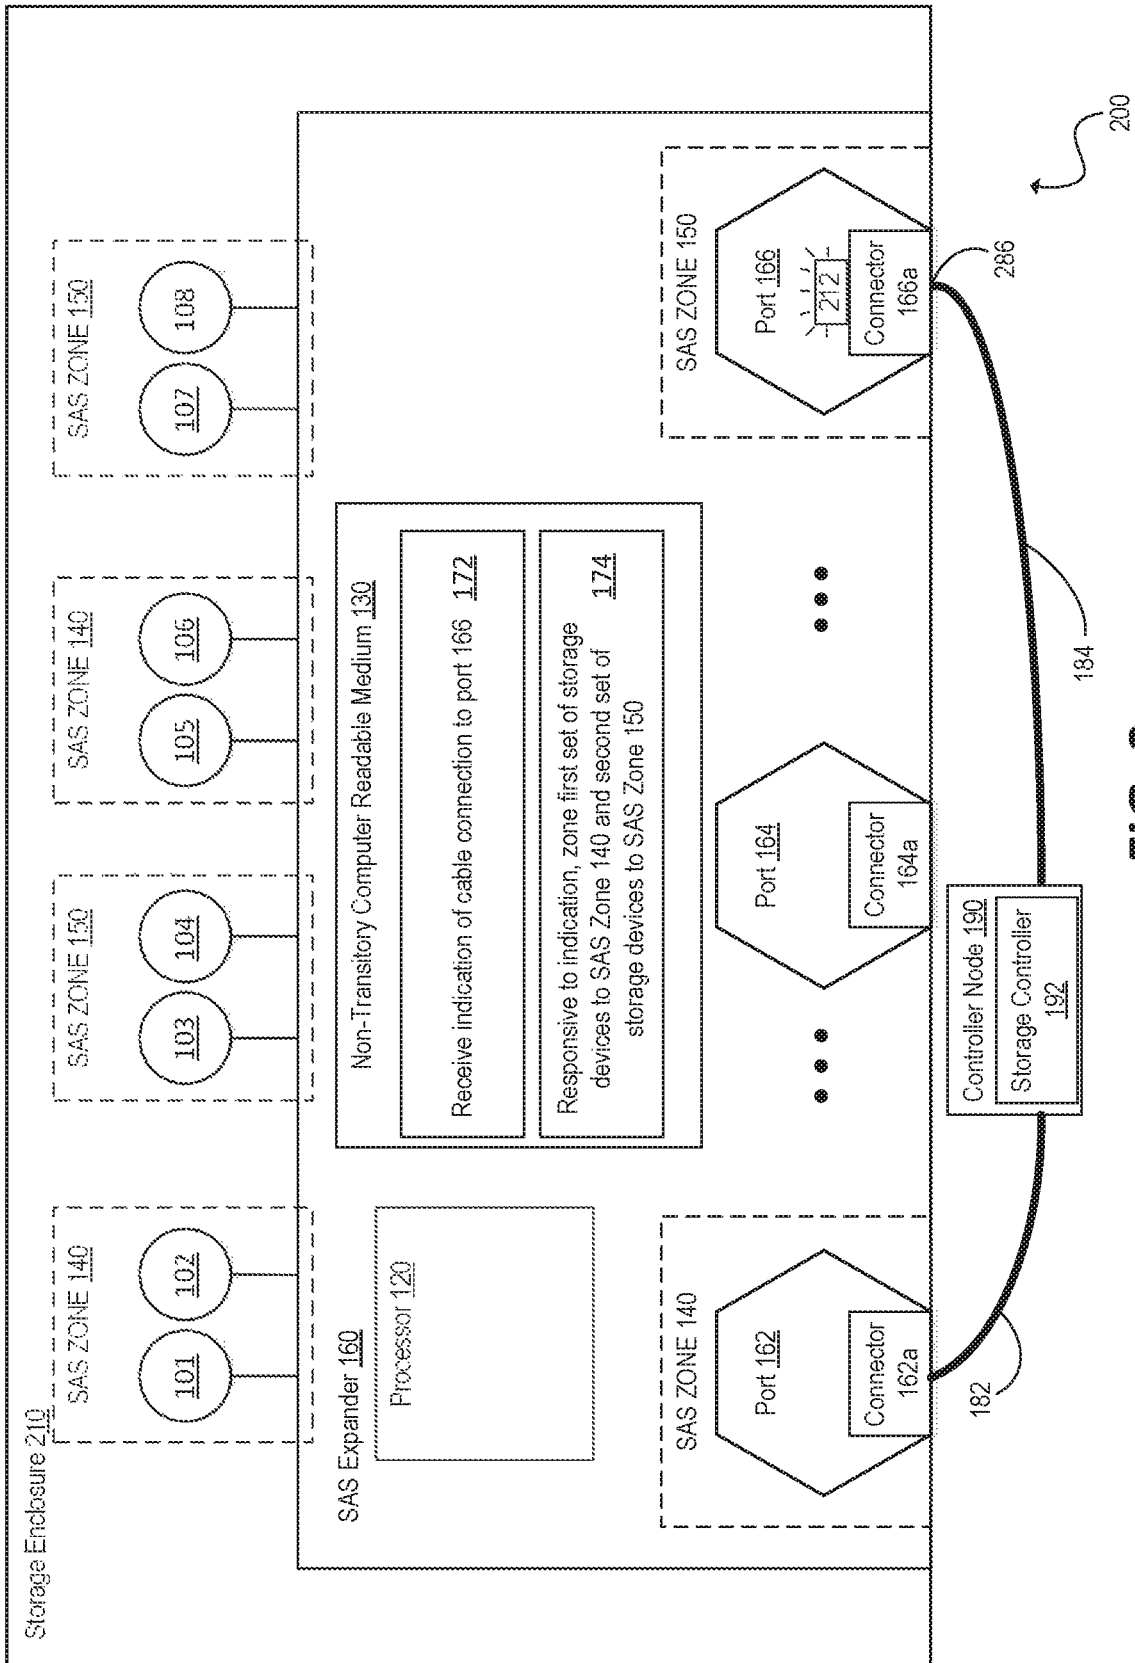 Storage Enclosure 210
SAS ZONE 140
101
102
SAS ZONE 150
103
104
SAS ZONE 140
105
106
SAS ZONE 150
107
108
SAS Expander 160
Processor 120
Non-Transitory Computer Readable Medium 130
Receive indication of cable connection to port 166 172
Responsive to indication, zone first set of storage
devices to SAS Zone 140 and second set of
storage devices to SAS Zone 150
174
SAS ZONE 140
Port 162
Connector
162a
Port 164
Connector
164a
SAS ZONE 150
Port 166
212
Connector
166a
182
Controller Node 190
Storage Controller
192
184
286
200